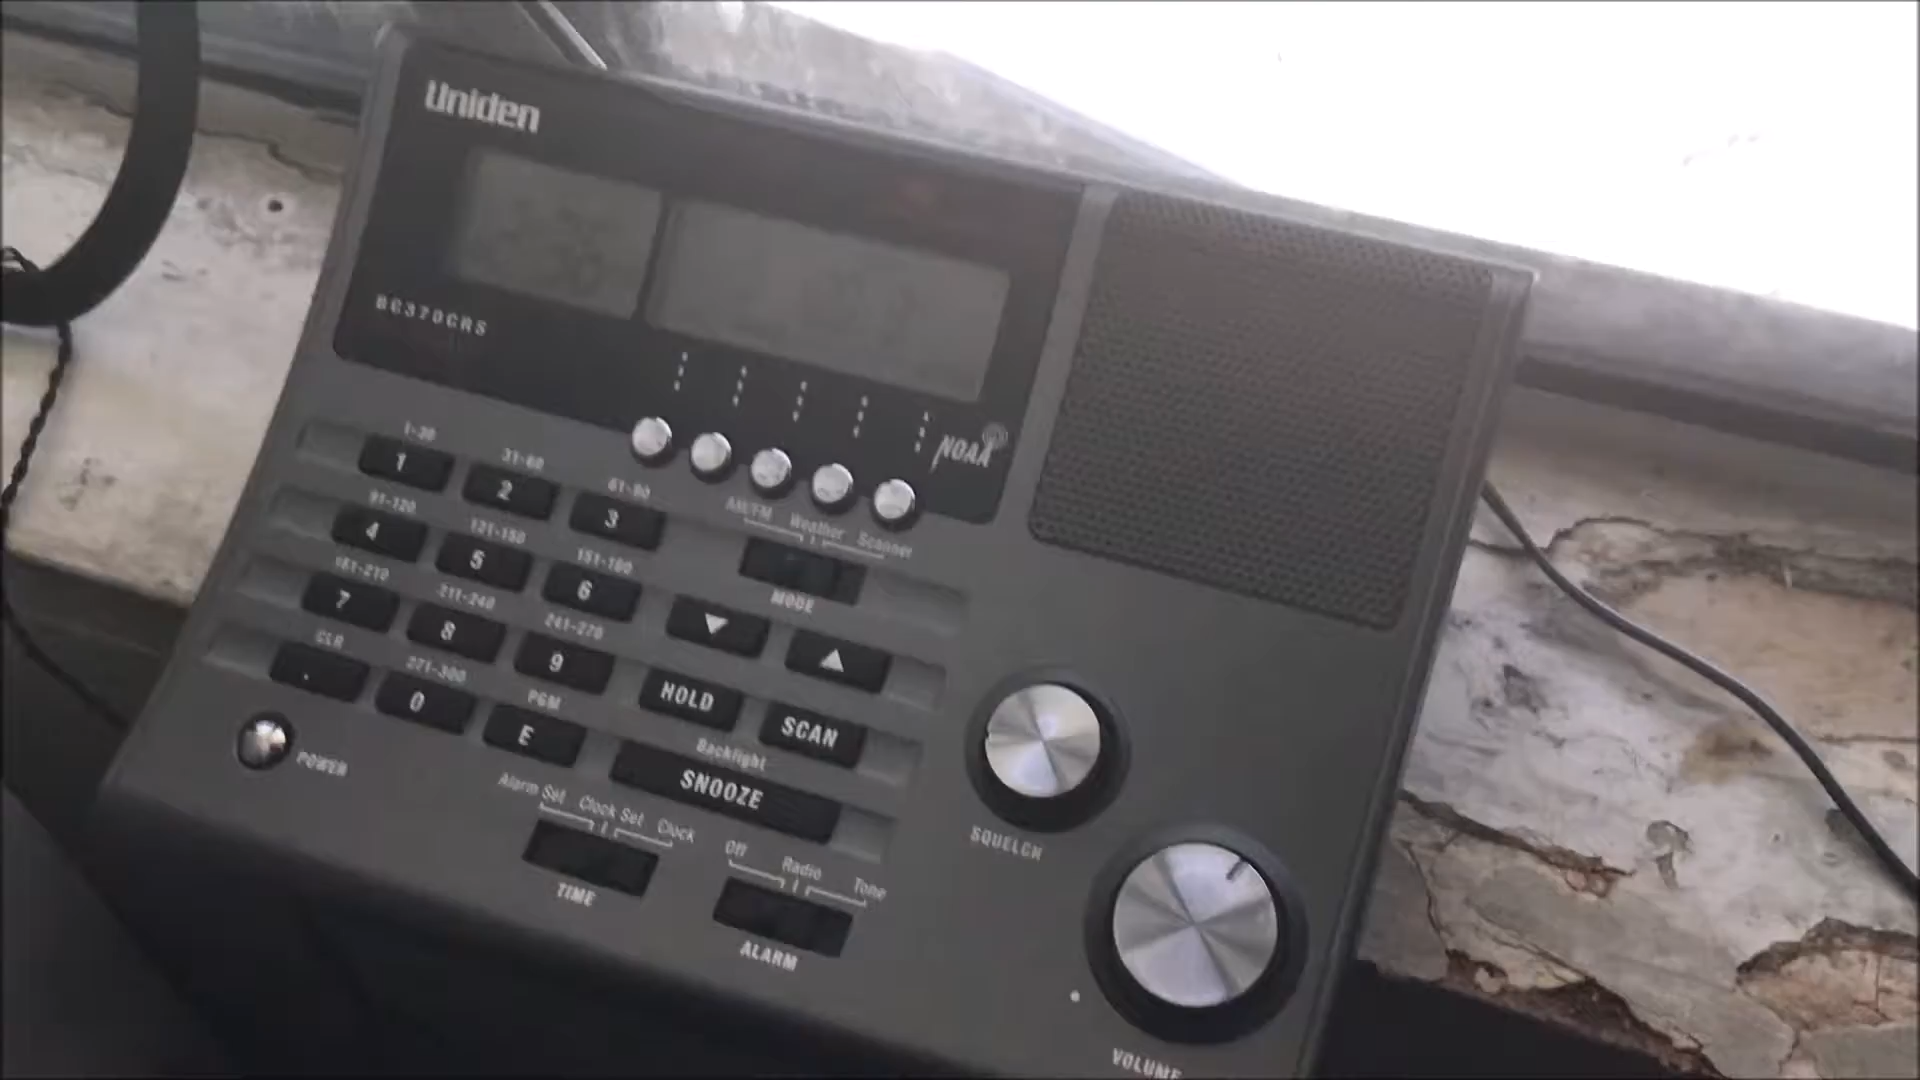 Uniden
BC370CRS
NOAA
AM/FM Weather Scanner
MODE
1-30 31-60 61-90
1 2 3
91-120 121-150 151-180
4 5 6
181-210 211-240 241-270
7 8 9
CLR 271-300 PGM
. 0 E
▼ ▲
HOLD SCAN
Backlight
SNOOZE
POWER
Alarm Set Clock Set Clock
TIME
Off Radio Tone
ALARM
SQUELCH
VOLUME